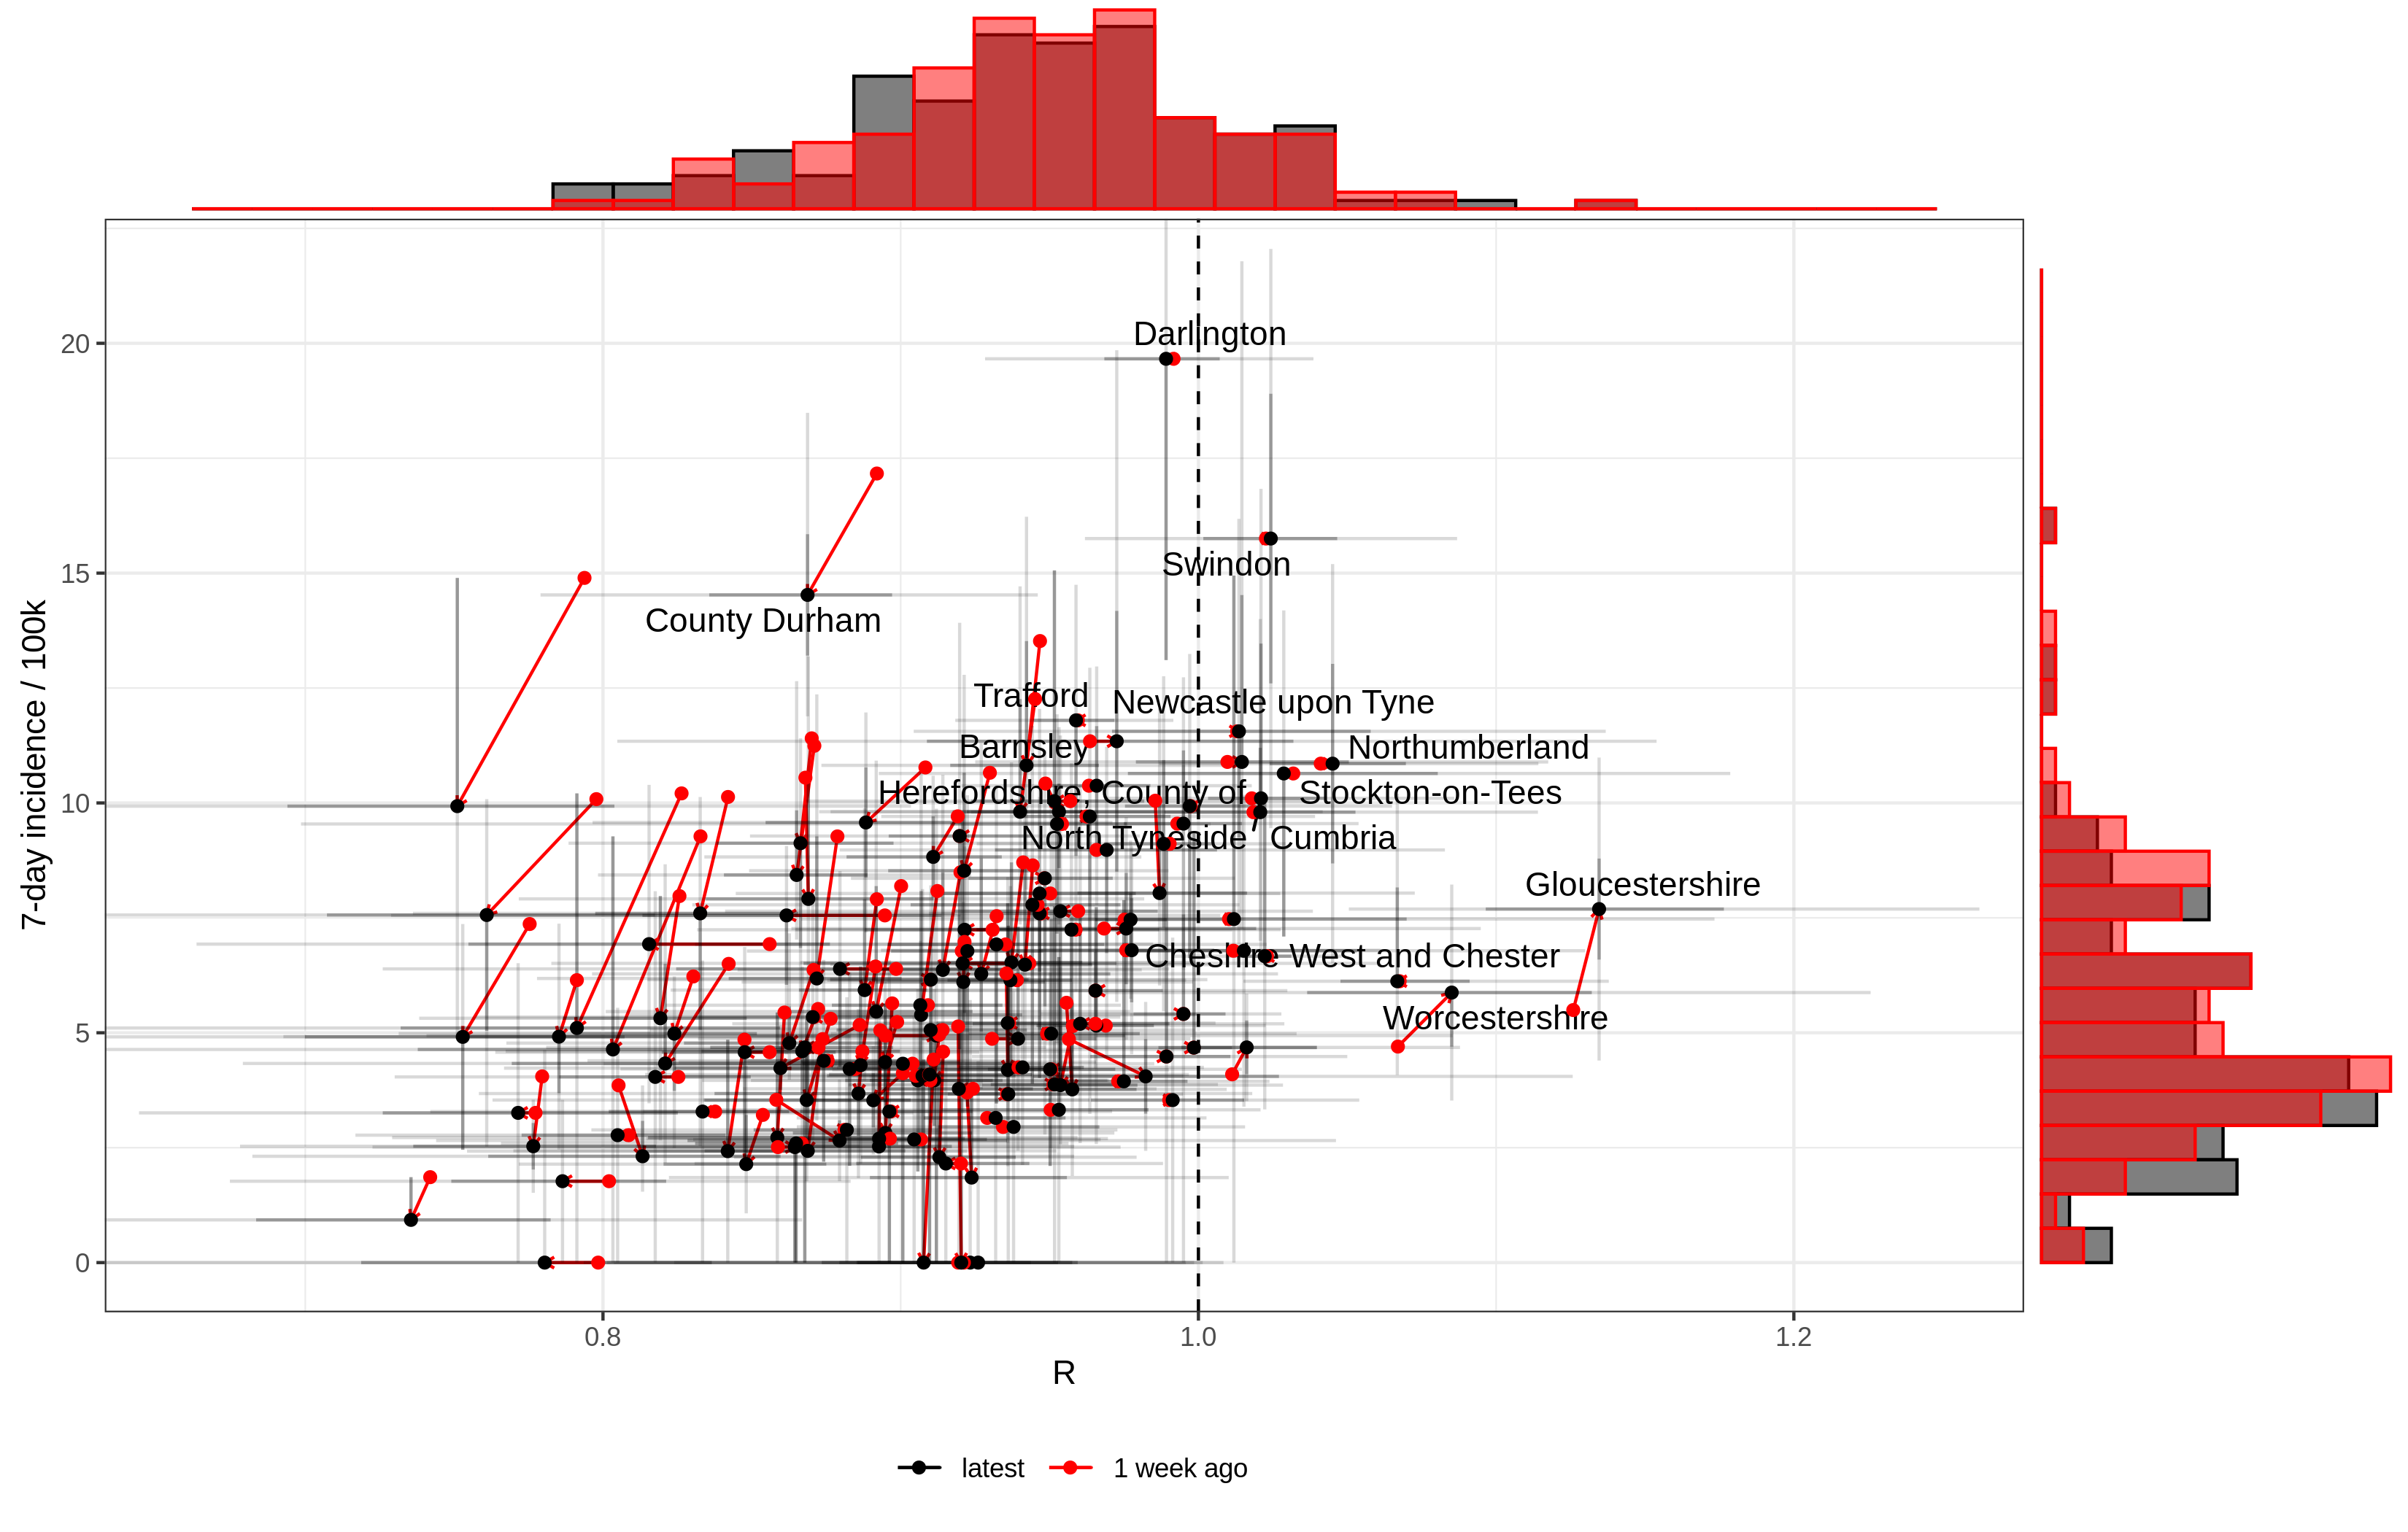 Darlington
20
Swindon
15
County Durham
Trafford
Newcastle upon Tyne
Barnsley
Northumberland
Herefordshire, County of
Stockton-on-Tees
10
North Tyneside
Cumbria
Gloucestershire
Cheshire West and Chester
Worcestershire
5
0
7-day incidence / 100k
0.8
1.0
1.2
R
latest
1 week ago